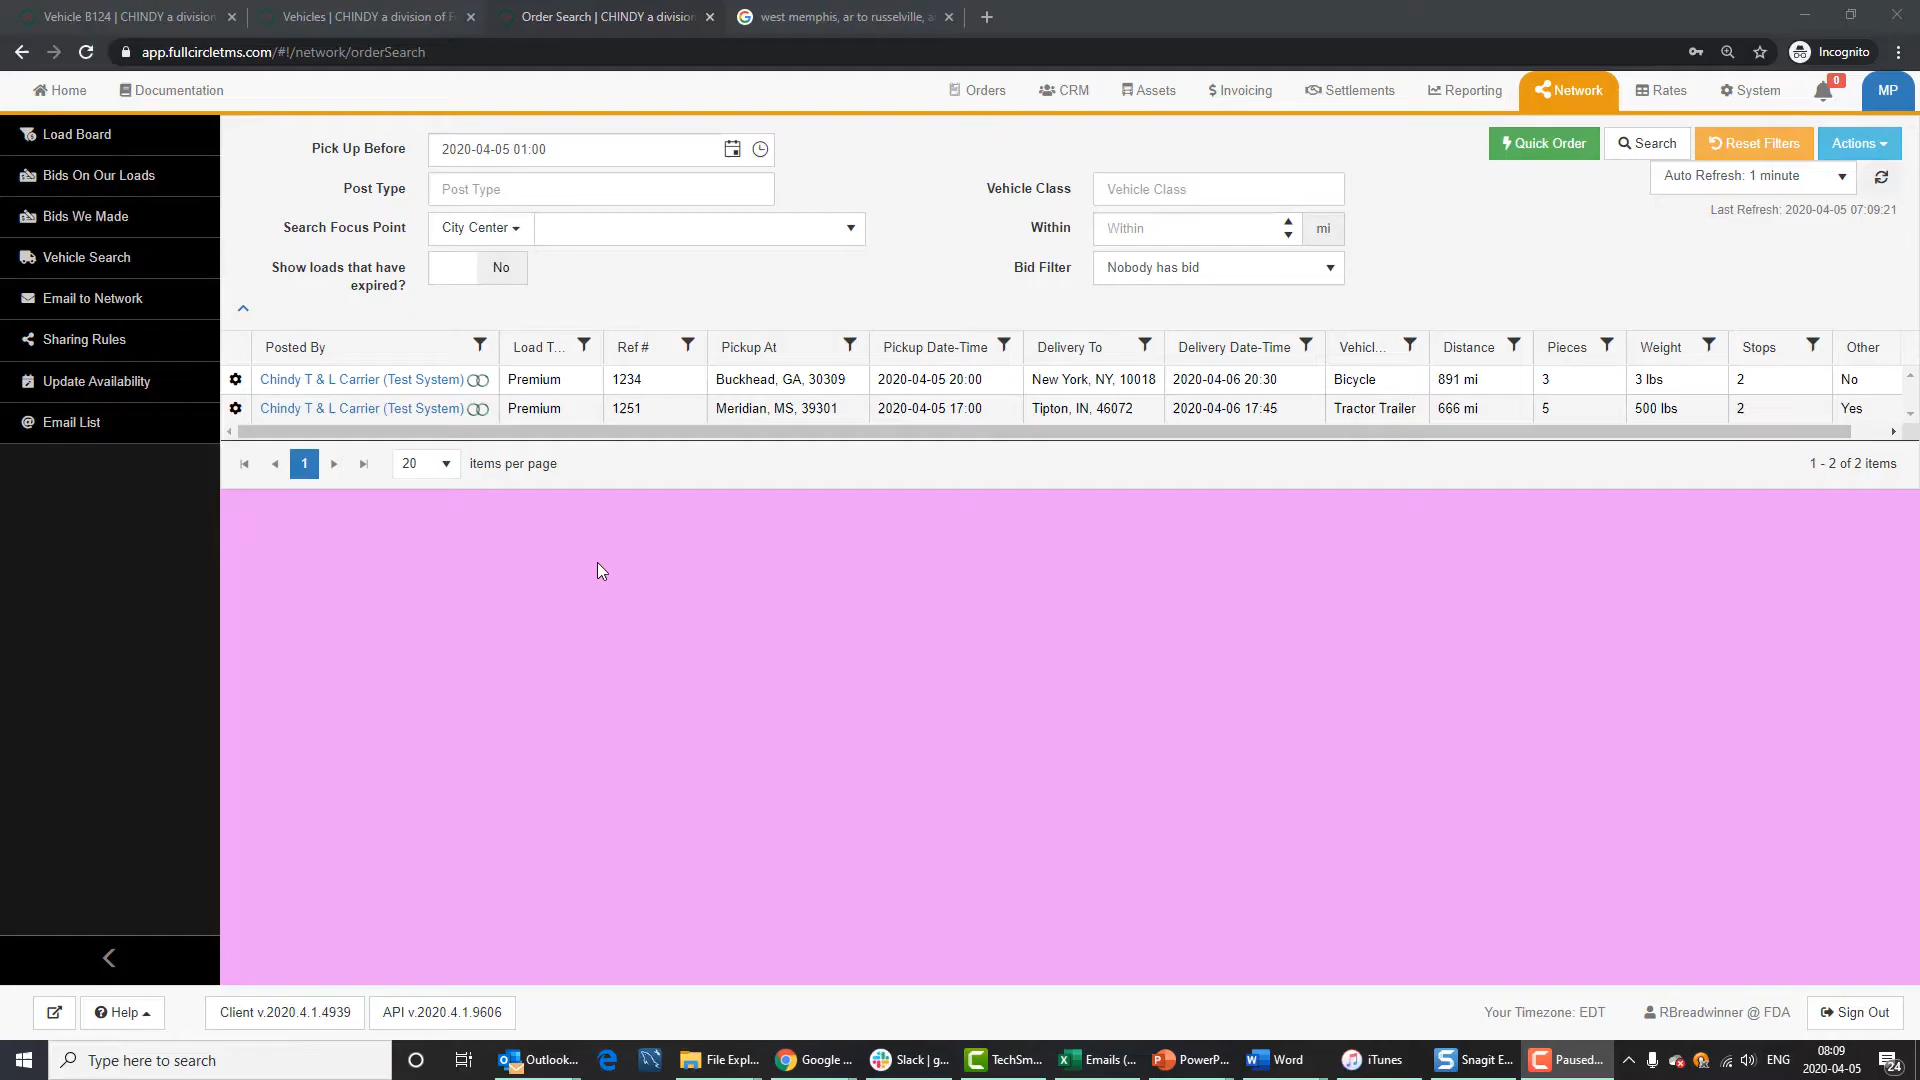 Vehicle B124 | CHINDY a division
Vehicles | CHINDY a division of F
Order Search | CHINDY a division
west memphis, ar to russelville, a
app.fullcircletms.com/#!/network/orderSearch
Incognito
Home
Documentation
Orders
CRM
Assets
Invoicing
Settlements
Reporting
Network
Rates
System
0
MP
Load Board
Bids On Our Loads
Bids We Made
Vehicle Search
Email to Network
Sharing Rules
Update Availability
Email List
Pick Up Before
2020-04-05 01:00
Quick Order
Search
Reset Filters
Actions
Post Type
Post Type
Vehicle Class
Vehicle Class
Auto Refresh: 1 minute
Last Refresh: 2020-04-05 07:09:21
Search Focus Point
City Center
Within
Within
mi
Show loads that have expired?
No
Bid Filter
Nobody has bid
Posted By Load T... Ref # Pickup At Pickup Date-Time Delivery To Delivery Date-Time Vehicl... Distance Pieces Weight Stops Other
Chindy T & L Carrier (Test System) Premium 1234 Buckhead, GA, 30309 2020-04-05 20:00 New York, NY, 10018 2020-04-06 20:30 Bicycle 891 mi 3 3 lbs 2 No
Chindy T & L Carrier (Test System) Premium 1251 Meridian, MS, 39301 2020-04-05 17:00 Tipton, IN, 46072 2020-04-06 17:45 Tractor Trailer 666 mi 5 500 lbs 2 Yes
1
20
items per page
1 - 2 of 2 items
Help
Client v.2020.4.1.4939
API v.2020.4.1.9606
Your Timezone: EDT
RBreadwinner @ FDA
Sign Out
Type here to search
Outlook...
File Expl...
Google ...
Slack | g...
TechSm...
Emails (...
PowerP...
Word
iTunes
Snagit E...
Paused...
ENG
08:09
2020-04-05
24